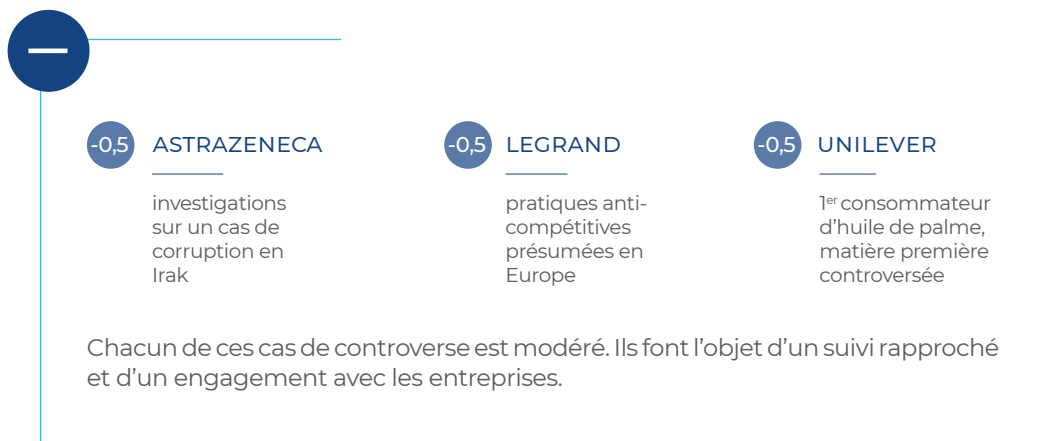 -0,5 ASTRAZENECA
investigations
sur un cas de
corruption en
Irak
-0,5 LEGRAND
pratiques anti-
compétitives
présumées en
Europe
-0,5 UNILEVER
1er consommateur
d’huile de palme,
matière première
controversée
Chacun de ces cas de controverse est modéré. Ils font l’objet d’un suivi rapproché
et d’un engagement avec les entreprises.